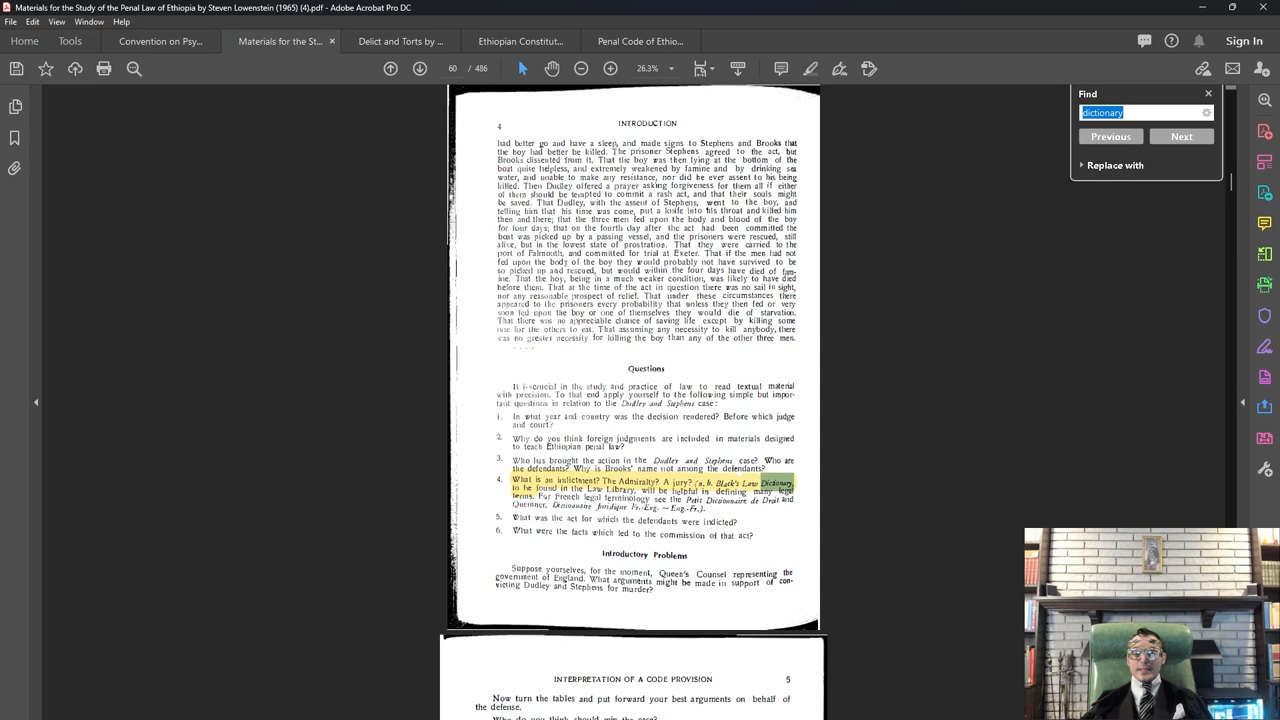 Materials for the Study of the Penal Law of Ethiopia by Steven Lowenstein (1965) (4).pdf - Adobe Acrobat Pro DC
File Edit View Window Help
Home Tools Convention on Psy... Materials for the St... × Delict and Torts by ... Ethiopian Constitut... Penal Code of Ethio... Sign In
60 / 486 26.3%
Find
dictionary
Previous Next
Replace with
4 INTRODUCTION
had better go and have a sleep, and made signs to Stephens and Brooks that
the boy had better be killed. The prisoner Stephens agreed to the act, but
Brooks dissented from it. That the boy was then lying at the bottom of the
boat quite helpless, and extremely weakened by famine and by drinking sea
water, and unable to make any resistance, nor did he ever assent to his being
killed. Then Dudley offered a prayer asking forgiveness for them all if either
of them should be tempted to commit a rash act, and that their souls might
be saved. That Dudley, with the assent of Stephens, went to the boy, and
telling him that his time was come, put a knife into his throat and killed him
then and there; that the three men fed upon the body and blood of the boy
for four days; that on the fourth day after the act had been committed the
boat was picked up by a passing vessel, and the prisoners were rescued, still
alive, but in the lowest state of prostration. That they were carried to the
port of Falmouth, and committed for trial at Exeter. That if the men had not
fed upon the body of the boy they would probably not have survived to be
so picked up and rescued, but would within the four days have died of fam-
ine. That the boy, being in a much weaker condition, was likely to have died
before them. That at the time of the act in question there was no sail in sight,
nor any reasonable prospect of relief. That under these circumstances there
appeared to the prisoners every probability that unless they then fed or very
soon fed upon the boy or one of themselves they would die of starvation.
That there was no appreciable chance of saving life except by killing some
one for the others to eat. That assuming any necessity to kill anybody, there
was no greater necessity for killing the boy than any of the other three men.
. . . .
Questions
It is crucial in the study and practice of law to read textual material
with precision. To that end apply yourself to the following simple but impor-
tant questions in relation to the Dudley and Stephens case:
1. In what year and country was the decision rendered? Before which judge
and court?
2. Why do you think foreign judgments are included in materials designed
to teach Ethiopian penal law?
3. Who has brought the action in the Dudley and Stephens case? Who are
the defendants? Why is Brooks' name not among the defendants?
4. What is an indictment? The Admiralty? A jury? (n. b. Black's Law Dictionary,
to be found in the Law Library, will be helpful in defining many legal
terms. For French legal terminology see the Petit Dictionnaire de Droit and
Quemner, Dictionnaire Juridique Fr.-Eng. — Eng.-Fr.).
5. What was the act for which the defendants were indicted?
6. What were the facts which led to the commission of that act?
Introductory Problems
Suppose yourselves, for the moment, Queen's Counsel representing the
government of England. What arguments might be made in support of con-
victing Dudley and Stephens for murder?
INTERPRETATION OF A CODE PROVISION 5
Now turn the tables and put forward your best arguments on behalf of
the defense.
Who do you think should win the case?